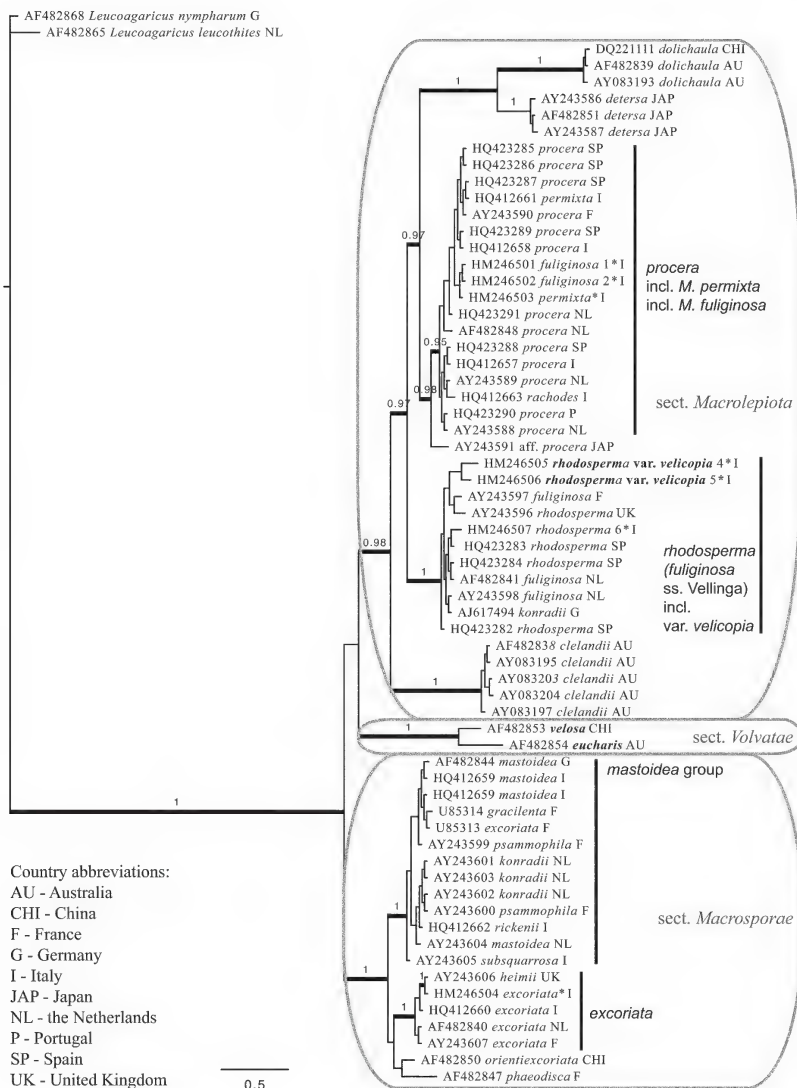 AF482868 Leucoagaricus nympharum G
AF482865 Leucoagaricus leucothites NL
DQ221111 dolichaula CHI
AF482839 dolichaula AU
AY083193 dolichaula AU
1
1
AY243586 detersa JAP
AF482851 detersa JAP
AY243587 detersa JAP
1
HQ423285 procera SP
HQ423286 procera SP
HQ423287 procera SP
HQ412661 permixta I
AY243590 procera F
HQ423289 procera SP
HQ412658 procera I
HM246501 fuliginosa 1*I
HM246502 fuliginosa 2*I
HM246503 permixta*I
HQ423291 procera NL
AF482848 procera NL
HQ423288 procera SP
HQ412657 procera I
AY243589 procera NL
HQ412663 rachodes I
HQ423290 procera P
AY243588 procera NL
AY243591 aff. procera JAP
0.97
0.95
0.98
0.97
procera
incl. M. permixta
incl. M. fuliginosa
sect. Macrolepiota
HM246505 rhodosperma var. velicopia 4*I
HM246506 rhodosperma var. velicopia 5*I
AY243597 fuliginosa F
AY243596 rhodosperma UK
HM246507 rhodosperma 6*I
HQ423283 rhodosperma SP
HQ423284 rhodosperma SP
AF482841 fuliginosa NL
AY243598 fuliginosa NL
AJ617494 konradii G
HQ423282 rhodosperma SP
0.98
1
rhodosperma
(fuliginosa
ss. Vellinga)
incl.
var. velicopia
AF482838 clelandii AU
AY083195 clelandii AU
AY083203 clelandii AU
AY083204 clelandii AU
AY083197 clelandii AU
1
AF482853 velosa CHI
AF482854 eucharis AU
1
sect. Volvatae
AF482844 mastoidea G
HQ412659 mastoidea I
HQ412659 mastoidea I
U85314 gracilenta F
U85313 excoriata F
AY243599 psammophila F
AY243601 konradii NL
AY243603 konradii NL
AY243602 konradii NL
AY243600 psammophila F
HQ412662 rickenii I
AY243604 mastoidea NL
AY243605 subsquarrosa I
mastoidea group
1
1
sect. Macrosporae
AY243606 heimii UK
HM246504 excoriata*I
HQ412660 excoriata I
AF482840 excoriata NL
AY243607 excoriata F
AF482850 orientiexcoriata CHI
AF482847 phaeodisca F
1
1
1
excoriata
Country abbreviations:
AU - Australia
CHI - China
F - France
G - Germany
I - Italy
JAP - Japan
NL - the Netherlands
P - Portugal
SP - Spain
UK - United Kingdom
0.5